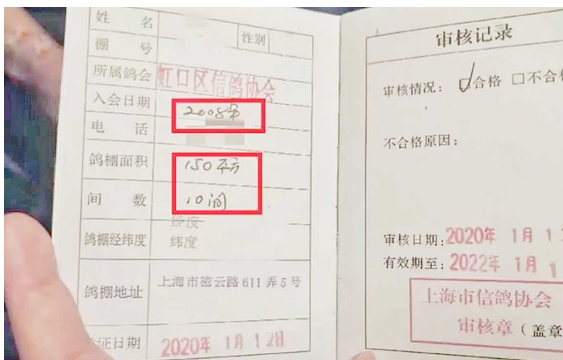 姓 名
性别
棚 号
所属鸽会 虹口区信鸽协会
入会日期 2008年
电 话
鸽棚面积 150平方
间 数 10间
鸽棚经纬度
经度
纬度
鸽棚地址 上海市密云路611弄5号
证日期 2020年 1月 12日
审核记录
审核情况: ☑合格 □不合格
不合格原因:
审核日期: 2020年 1月 1
有效期至: 2022年 1月 1
上海市信鸽协会
审核章(盖章